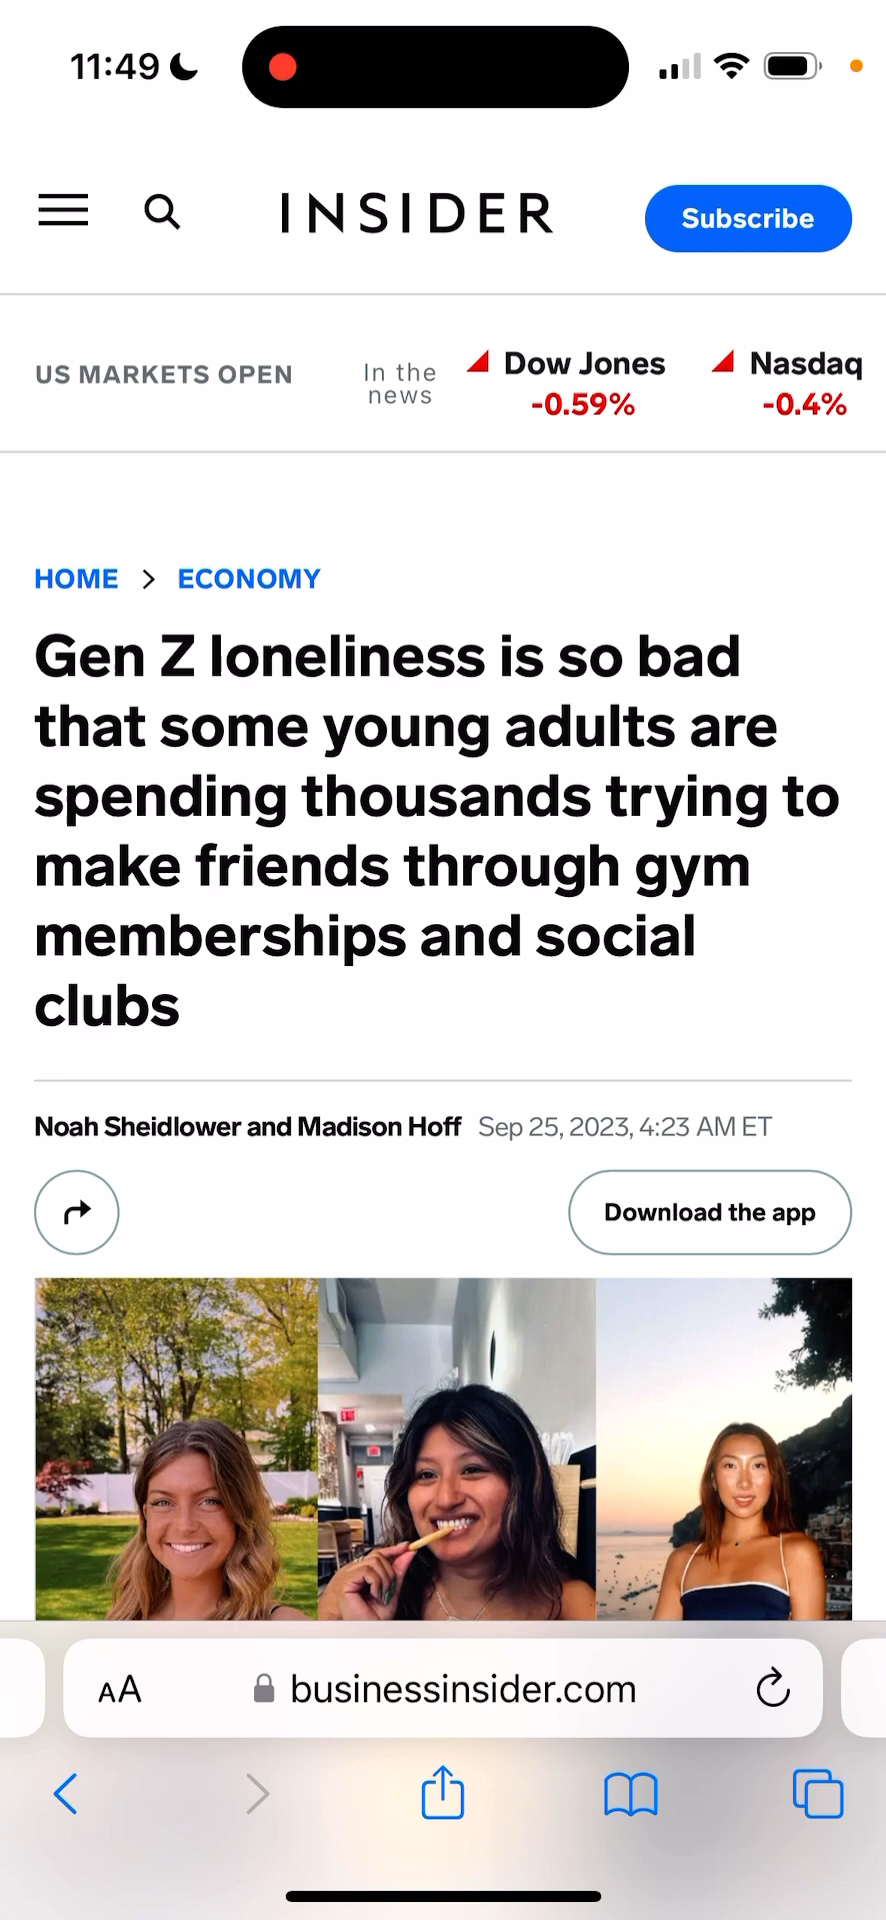 11:49
INSIDER
Subscribe
US MARKETS OPEN
In the
news
Dow Jones
-0.59%
Nasdaq
-0.4%
HOME > ECONOMY
Gen Z loneliness is so bad
that some young adults are
spending thousands trying to
make friends through gym
memberships and social
clubs
Noah Sheidlower and Madison Hoff Sep 25, 2023, 4:23 AM ET
Download the app
AA
businessinsider.com